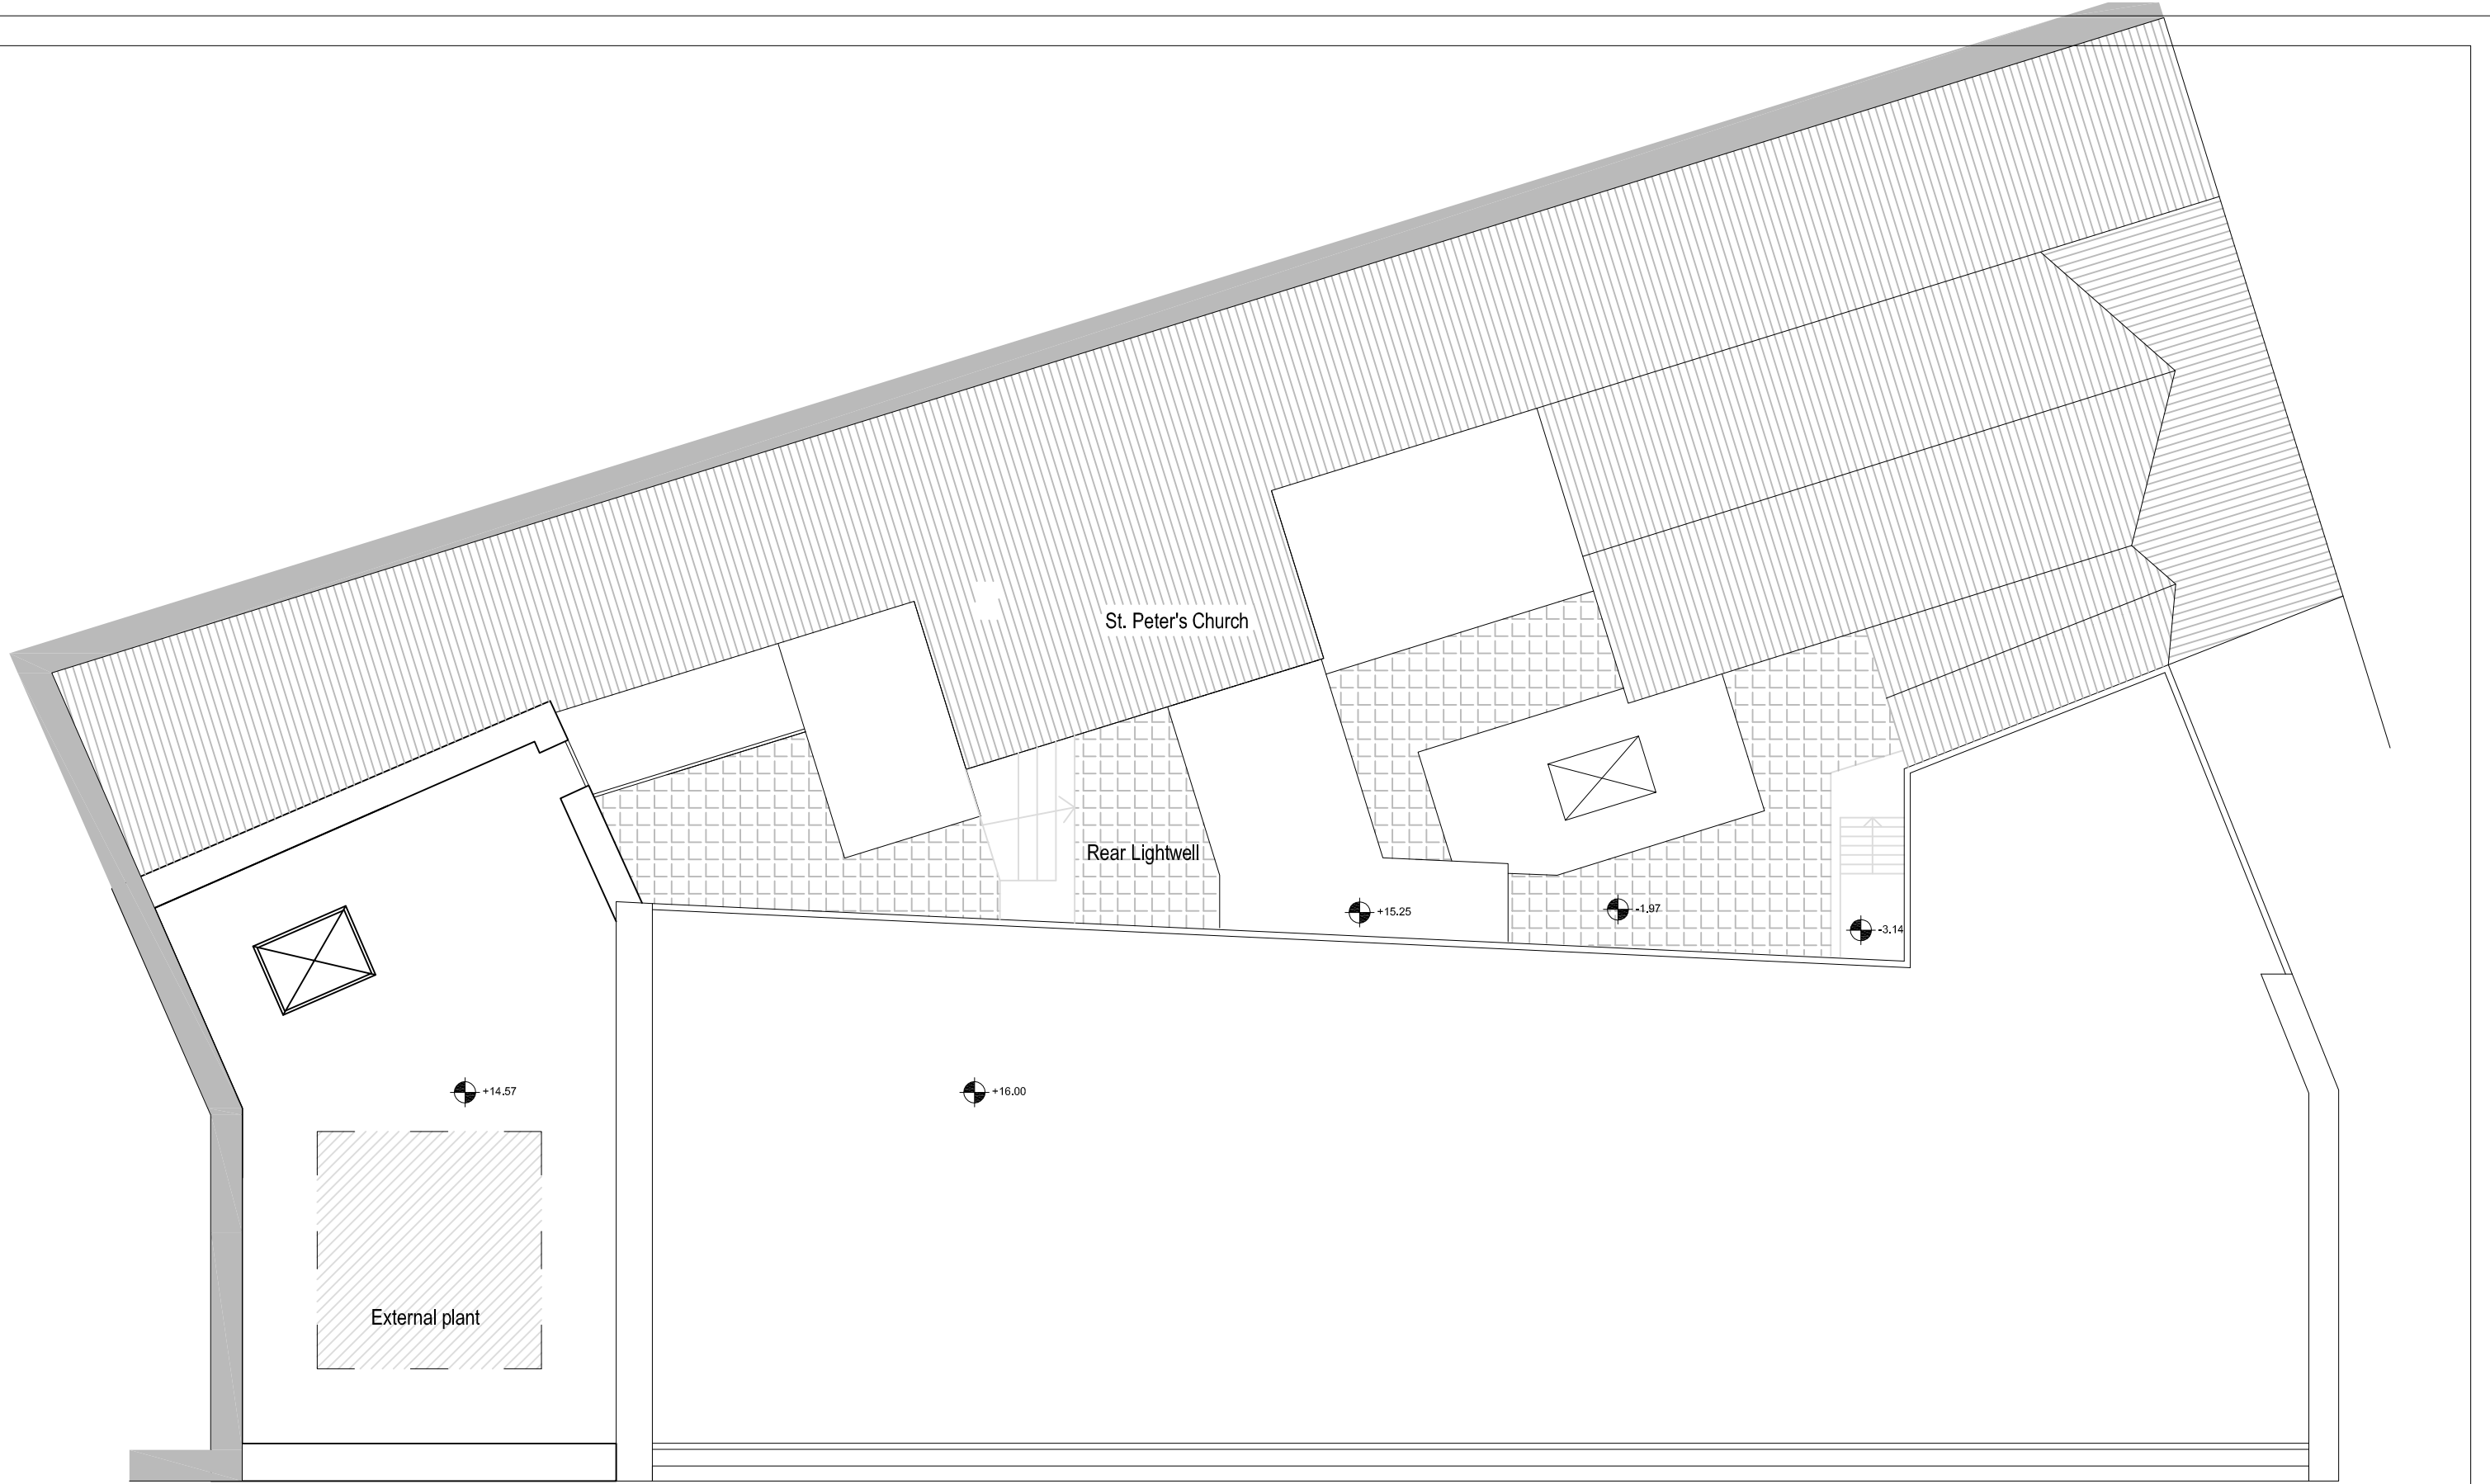 St. Peter's Church
Rear Lightwell
+15.25
-1.97
-3.14
+14.57
+16.00
External plant